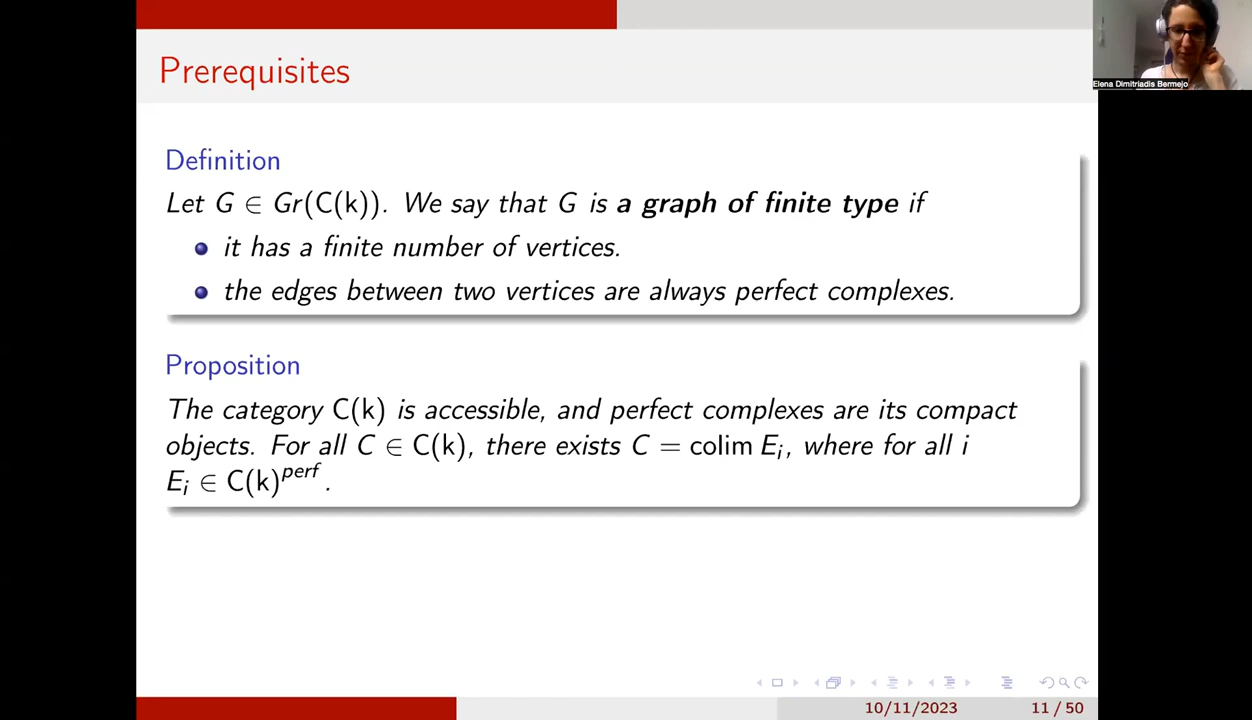 Prerequisites
Elena Dimitriadis Bermejo
Definition
Let G ∈ Gr(C(k)). We say that G is a graph of finite type if
it has a finite number of vertices.
the edges between two vertices are always perfect complexes.
Proposition
The category C(k) is accessible, and perfect complexes are its compact
objects. For all C ∈ C(k), there exists C = colim E_i, where for all i
E_i ∈ C(k)^perf.
10/11/2023 11 / 50